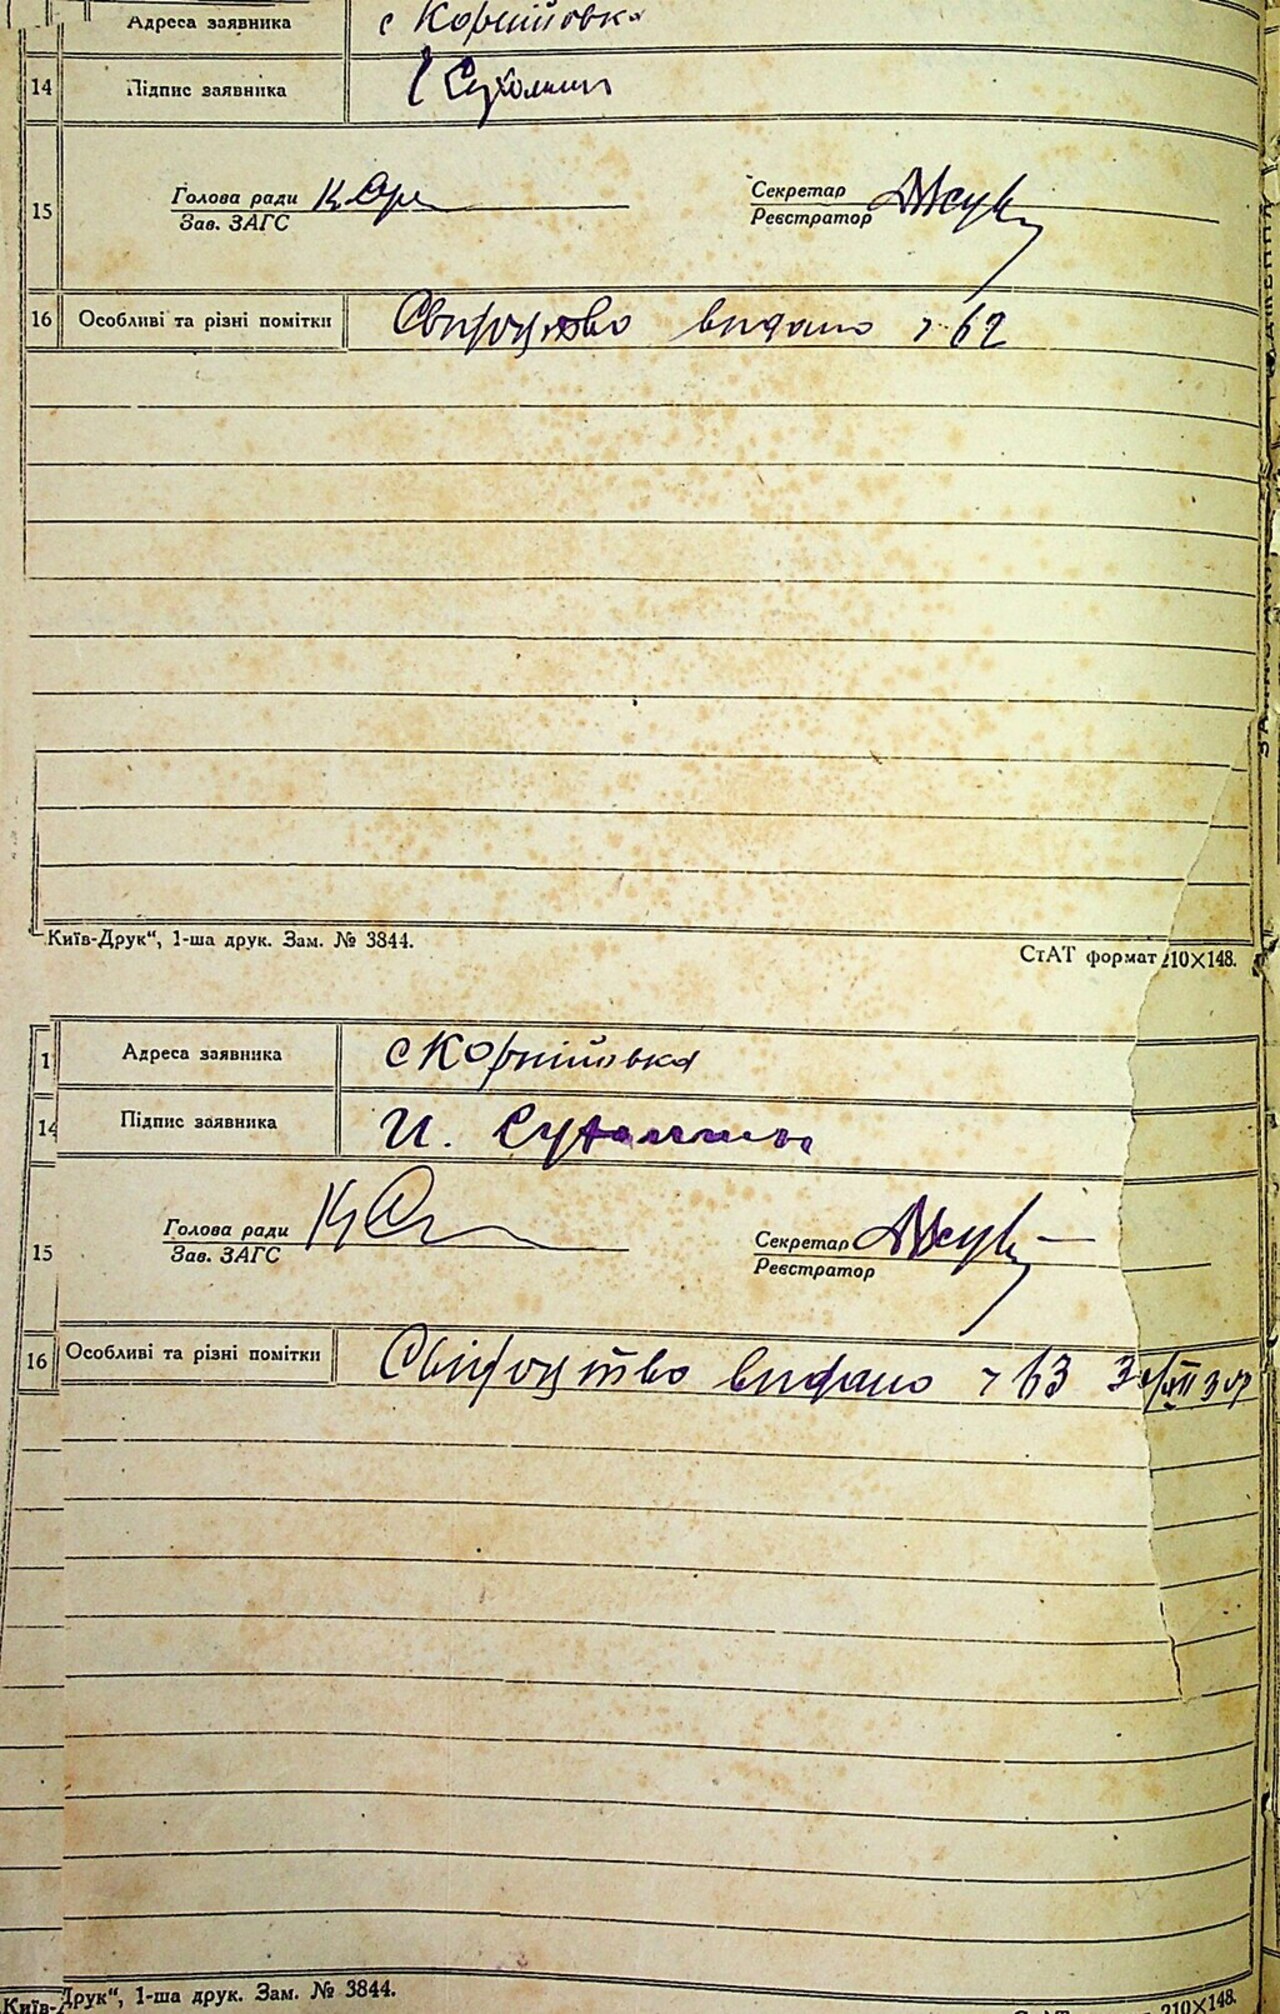 Адреса заявника с Корнійовка
14 Підпис заявника
15 Голова ради Секретар
Зав. ЗАГС Реєстратор
16 Особливі та різні помітки Свідоцтво видано 62
Київ-Друк“, 1-ша друк. Зам. № 3844. СтАТ формат 210×148.
1 Адреса заявника с Корнійовка
14 Підпис заявника И.
15 Голова ради Секретар
Зав. ЗАГС Реєстратор
16 Особливі та різні помітки Свідоцтво видано 63
Київ-Друк“, 1-ша друк. Зам. № 3844. 210×148.